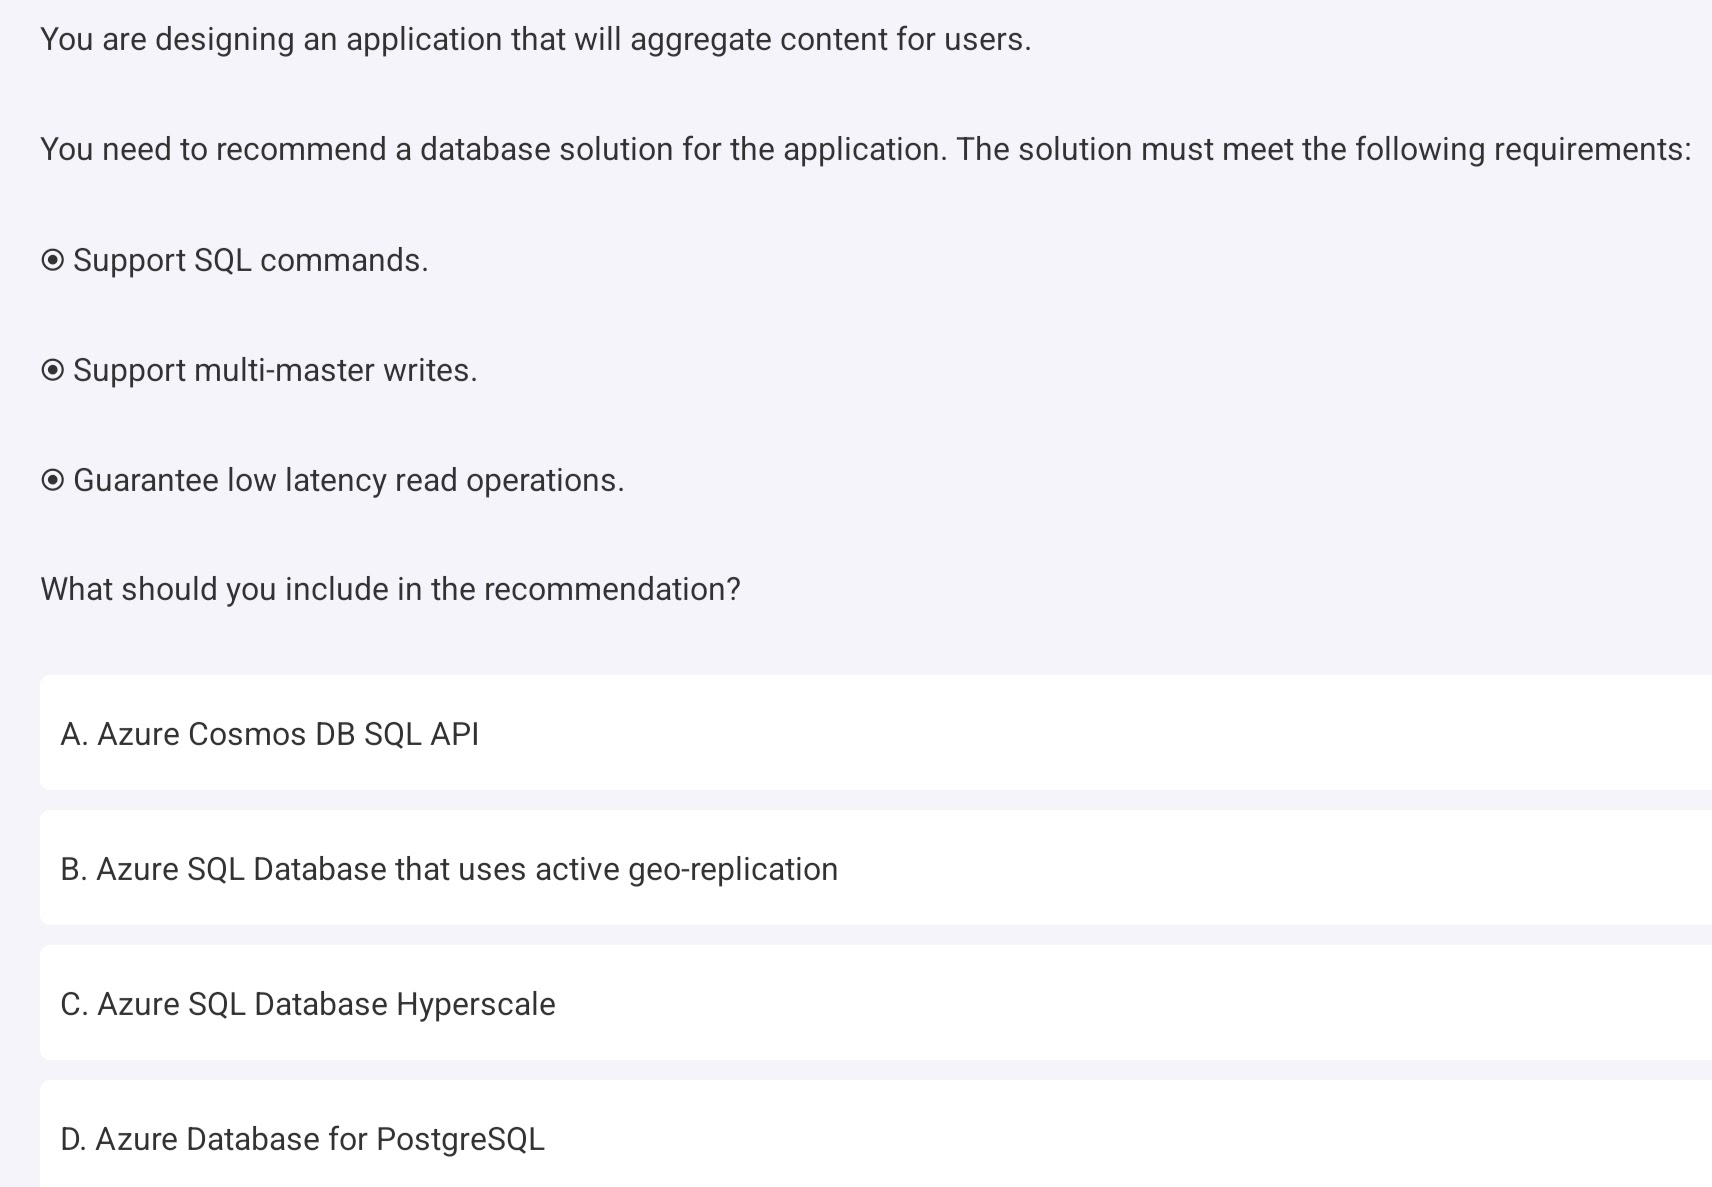 You are designing an application that will aggregate content for users.
You need to recommend a database solution for the application. The solution must meet the following requirements:
Support SQL commands.
Support multi-master writes.
Guarantee low latency read operations.
What should you include in the recommendation?
A. Azure Cosmos DB SQL API
B. Azure SQL Database that uses active geo-replication
C. Azure SQL Database Hyperscale
D. Azure Database for PostgreSQL